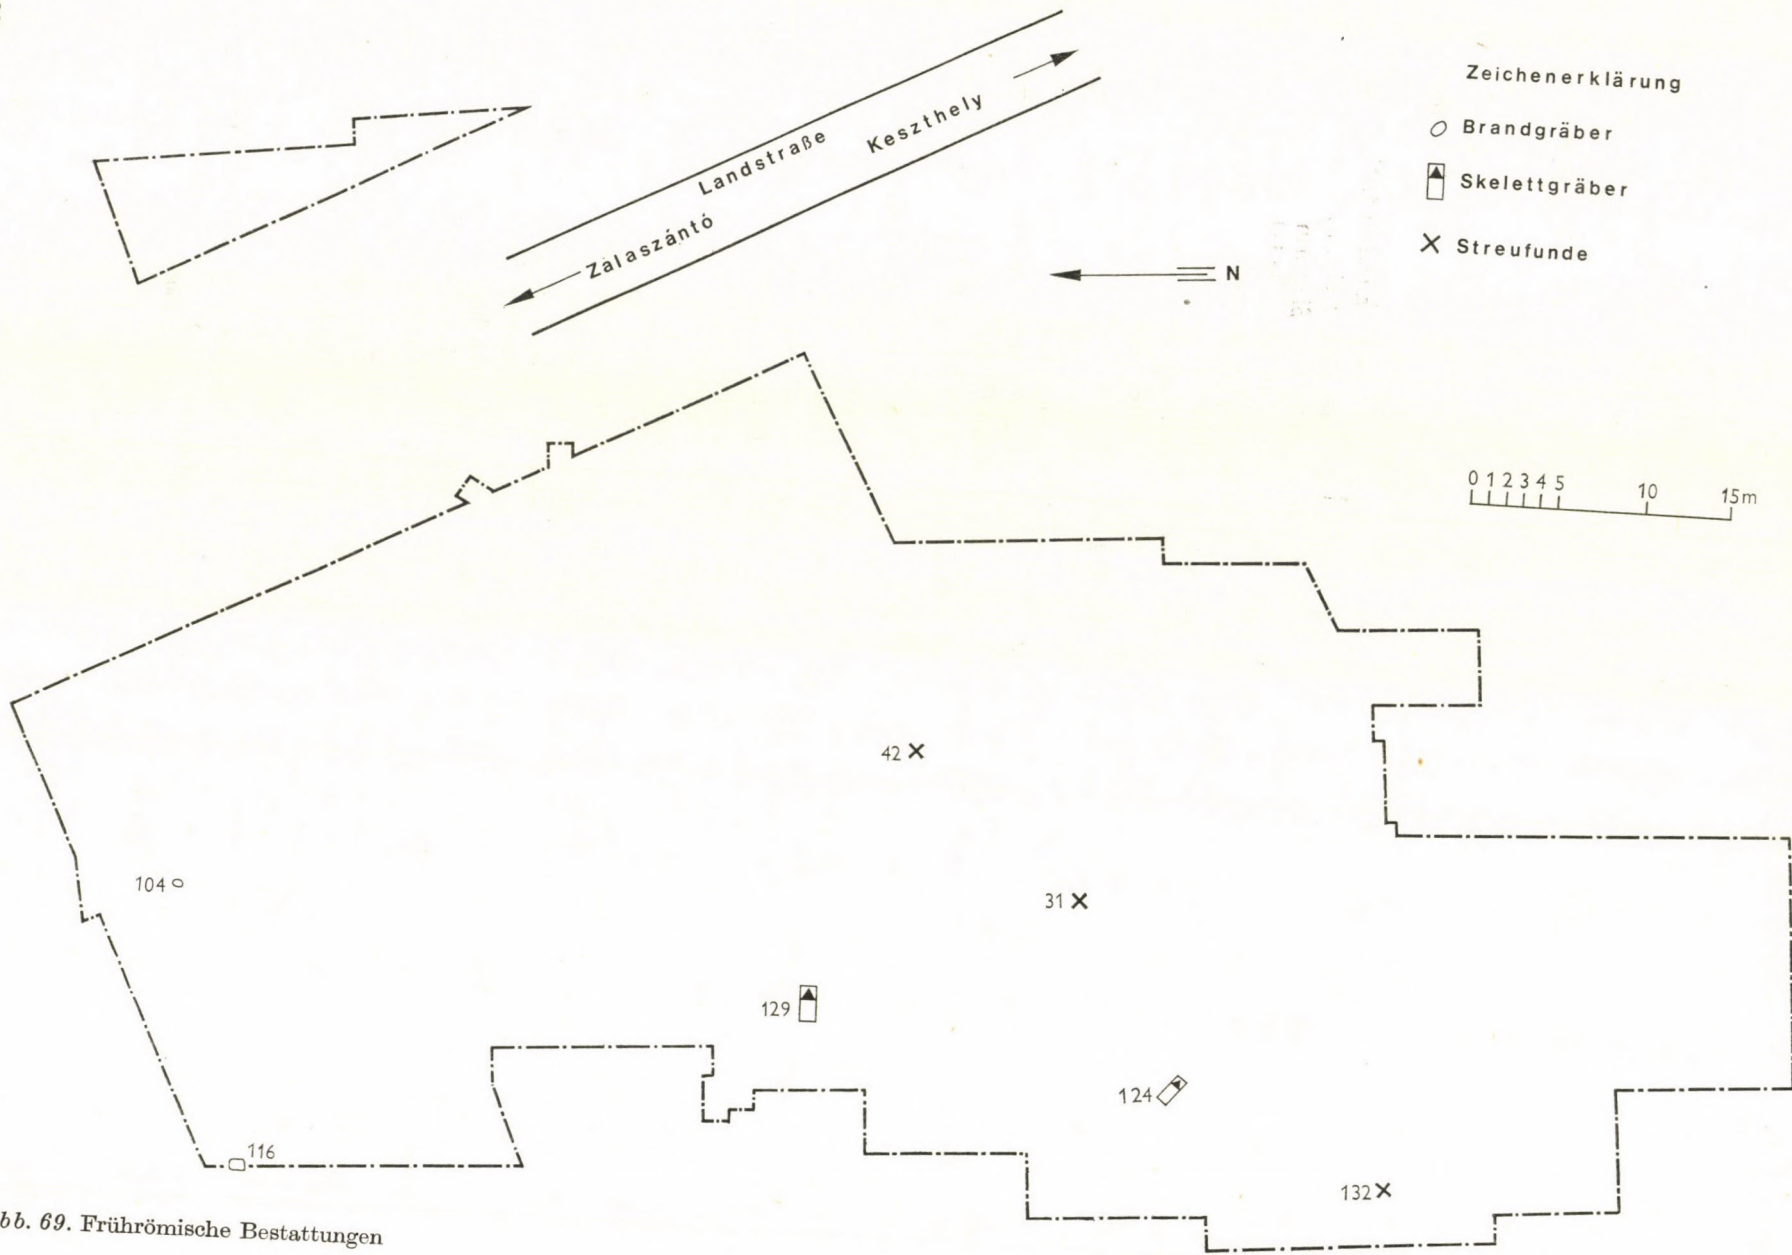 Zeichenerklärung
Brandgräber
Skelettgräber
Streufunde
Landstraße
Keszthely
Zalaszántó
N
0 1 2 3 4 5 10 15m
42
104
31
129
124
116
132
bb. 69. Frührömische Bestattungen